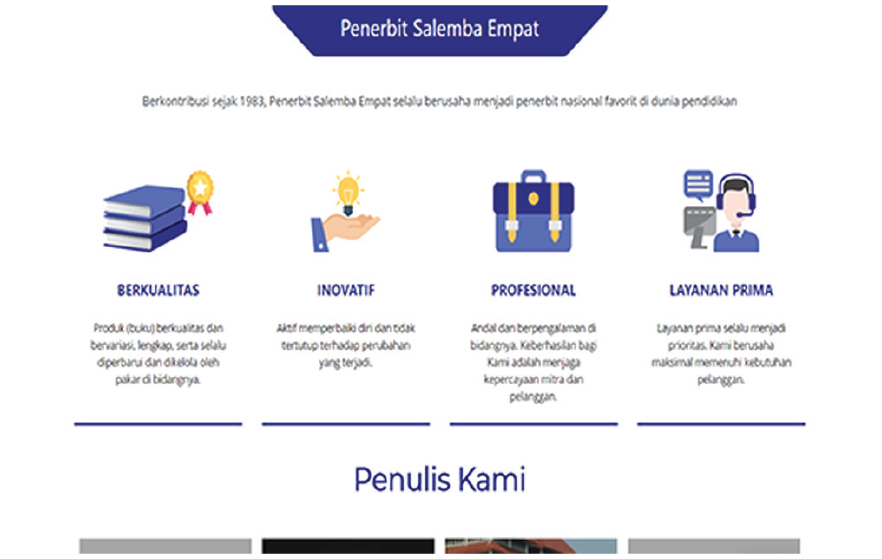 Penerbit Salemba Empat
Berkontribusi sejak 1983, Penerbit Salemba Empat selalu berusaha menjadi penerbit nasional favorit di dunia pendidikan
BERKUALITAS
Produk (buku) berkualitas dan
bervariasi, lengkap, serta selalu
diperbarui dan dikelola oleh
pakar di bidangnya.
INOVATIF
Aktif memperbaiki diri dan tidak
tertutup terhadap perubahan
yang terjadi.
PROFESIONAL
Andal dan berpengalaman di
bidangnya. Keberhasilan bagi
Kami adalah menjaga
kepercayaan mitra dan
pelanggan.
LAYANAN PRIMA
Layanan prima selalu menjadi
prioritas. Kami berusaha
maksimal memenuhi kebutuhan
pelanggan.
Penulis Kami